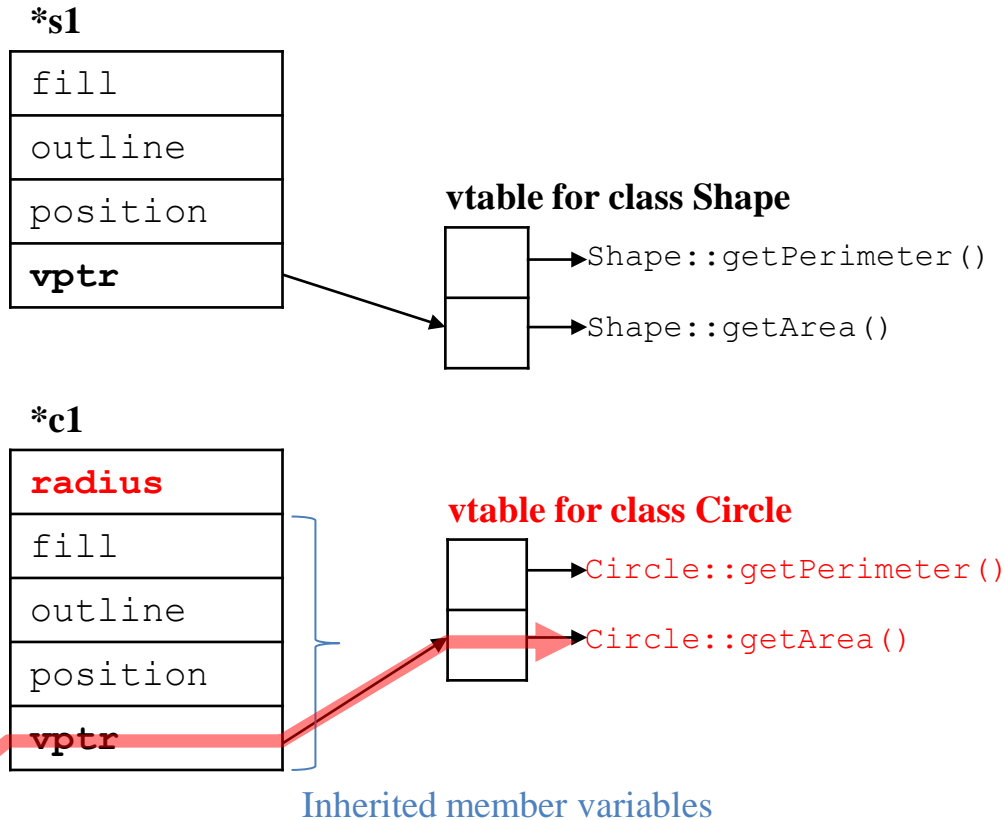 *s1
fill
outline
position
vptr
vtable for class Shape
Shape::getPerimeter()
Shape::getArea()
*c1
radius
fill
outline
position
vptr
vtable for class Circle
Circle::getPerimeter()
Circle::getArea()
Inherited member variables